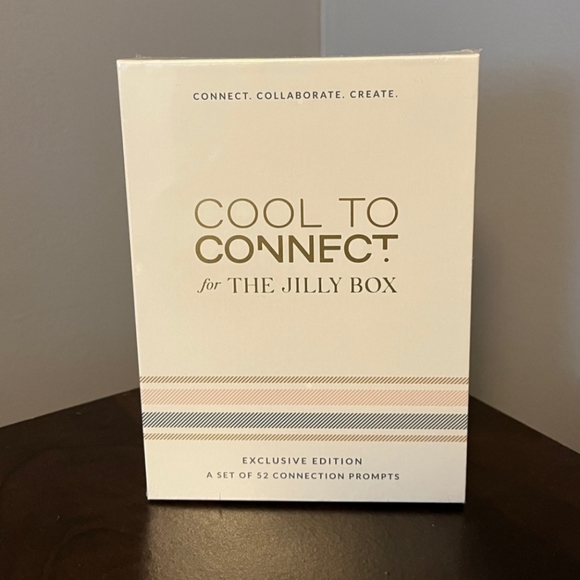 CONNECT. COLLABORATE. CREATE.
COOL TO
CONNECT.
for THE JILLY BOX
EXCLUSIVE EDITION
A SET OF 52 CONNECTION PROMPTS